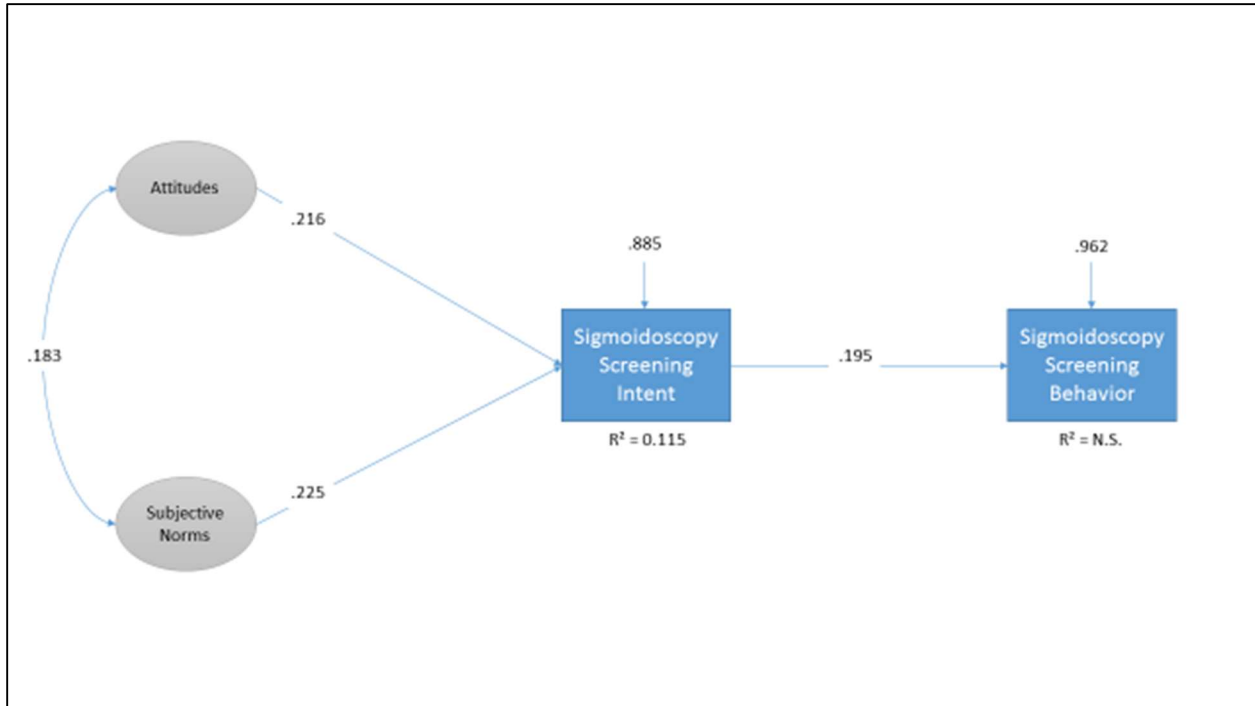 Attitudes
.216
.885
.962
Sigmoidoscopy
Screening
Intent
.195
Sigmoidoscopy
Screening
Behavior
.183
R² = 0.115
R² = N.S.
.225
Subjective
Norms